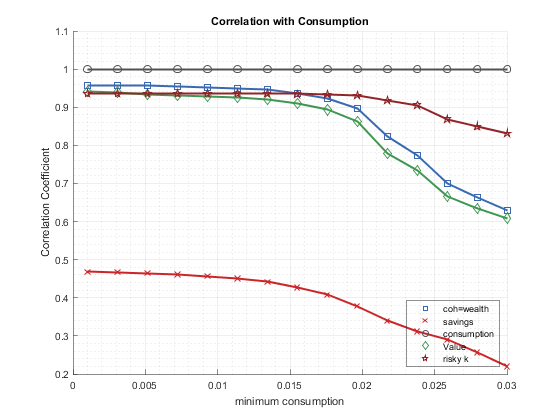 Correlation with Consumption
1.1
1
0.9
0.8
0.7
0.6
0.5
0.4
0.3
0.2
Correlation Coefficient
coh=wealth
savings
consumption
Value
risky k
0
0.005
0.01
0.015
0.02
0.025
0.03
minimum consumption